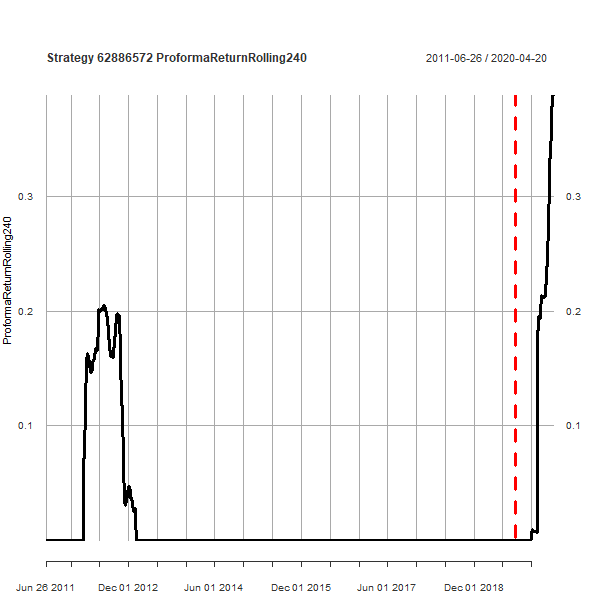 Strategy 62886572 ProformaReturnRolling240
2011-06-26 / 2020-04-20
ProformaReturnRolling240
0.3
0.3
0.2
0.2
0.1
0.1
Jun 26 2011
Dec 01 2012
Jun 01 2014
Dec 01 2015
Jun 01 2017
Dec 01 2018